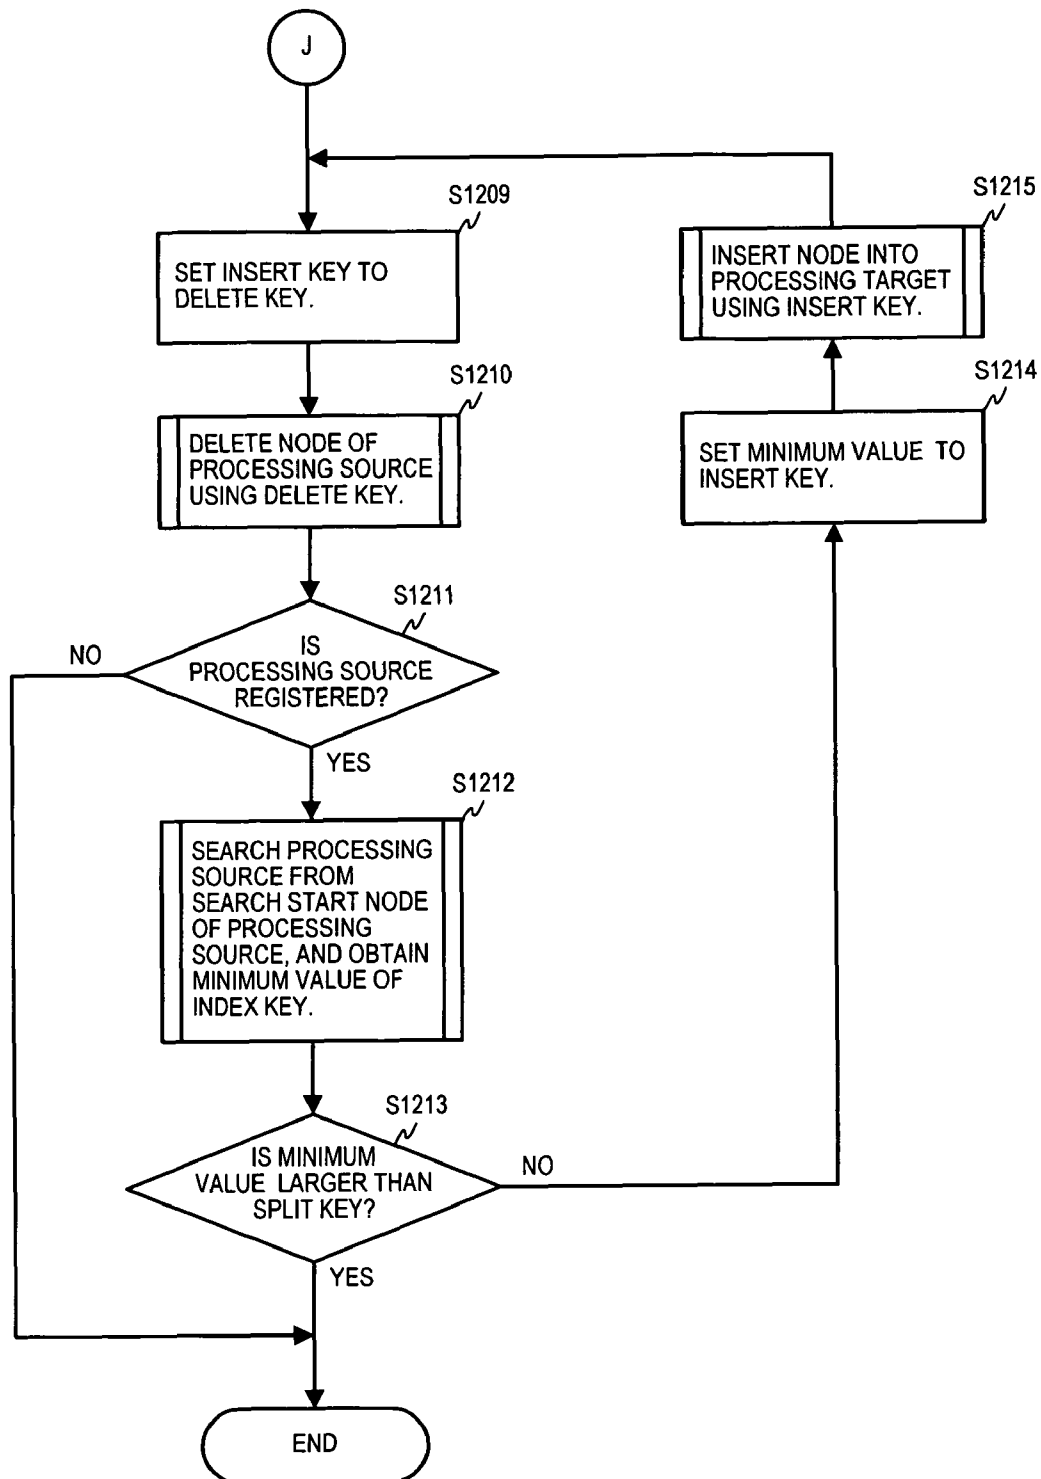 J
S1209
SET INSERT KEY TO
DELETE KEY.
S1210
DELETE NODE OF
PROCESSING SOURCE
USING DELETE KEY.
S1211
IS
PROCESSING SOURCE
REGISTERED?
NO
YES
S1212
SEARCH PROCESSING
SOURCE FROM
SEARCH START NODE
OF PROCESSING
SOURCE, AND OBTAIN
MINIMUM VALUE OF
INDEX KEY.
S1213
IS MINIMUM
VALUE LARGER THAN
SPLIT KEY?
NO
YES
S1214
SET MINIMUM VALUE TO
INSERT KEY.
S1215
INSERT NODE INTO
PROCESSING TARGET
USING INSERT KEY.
END